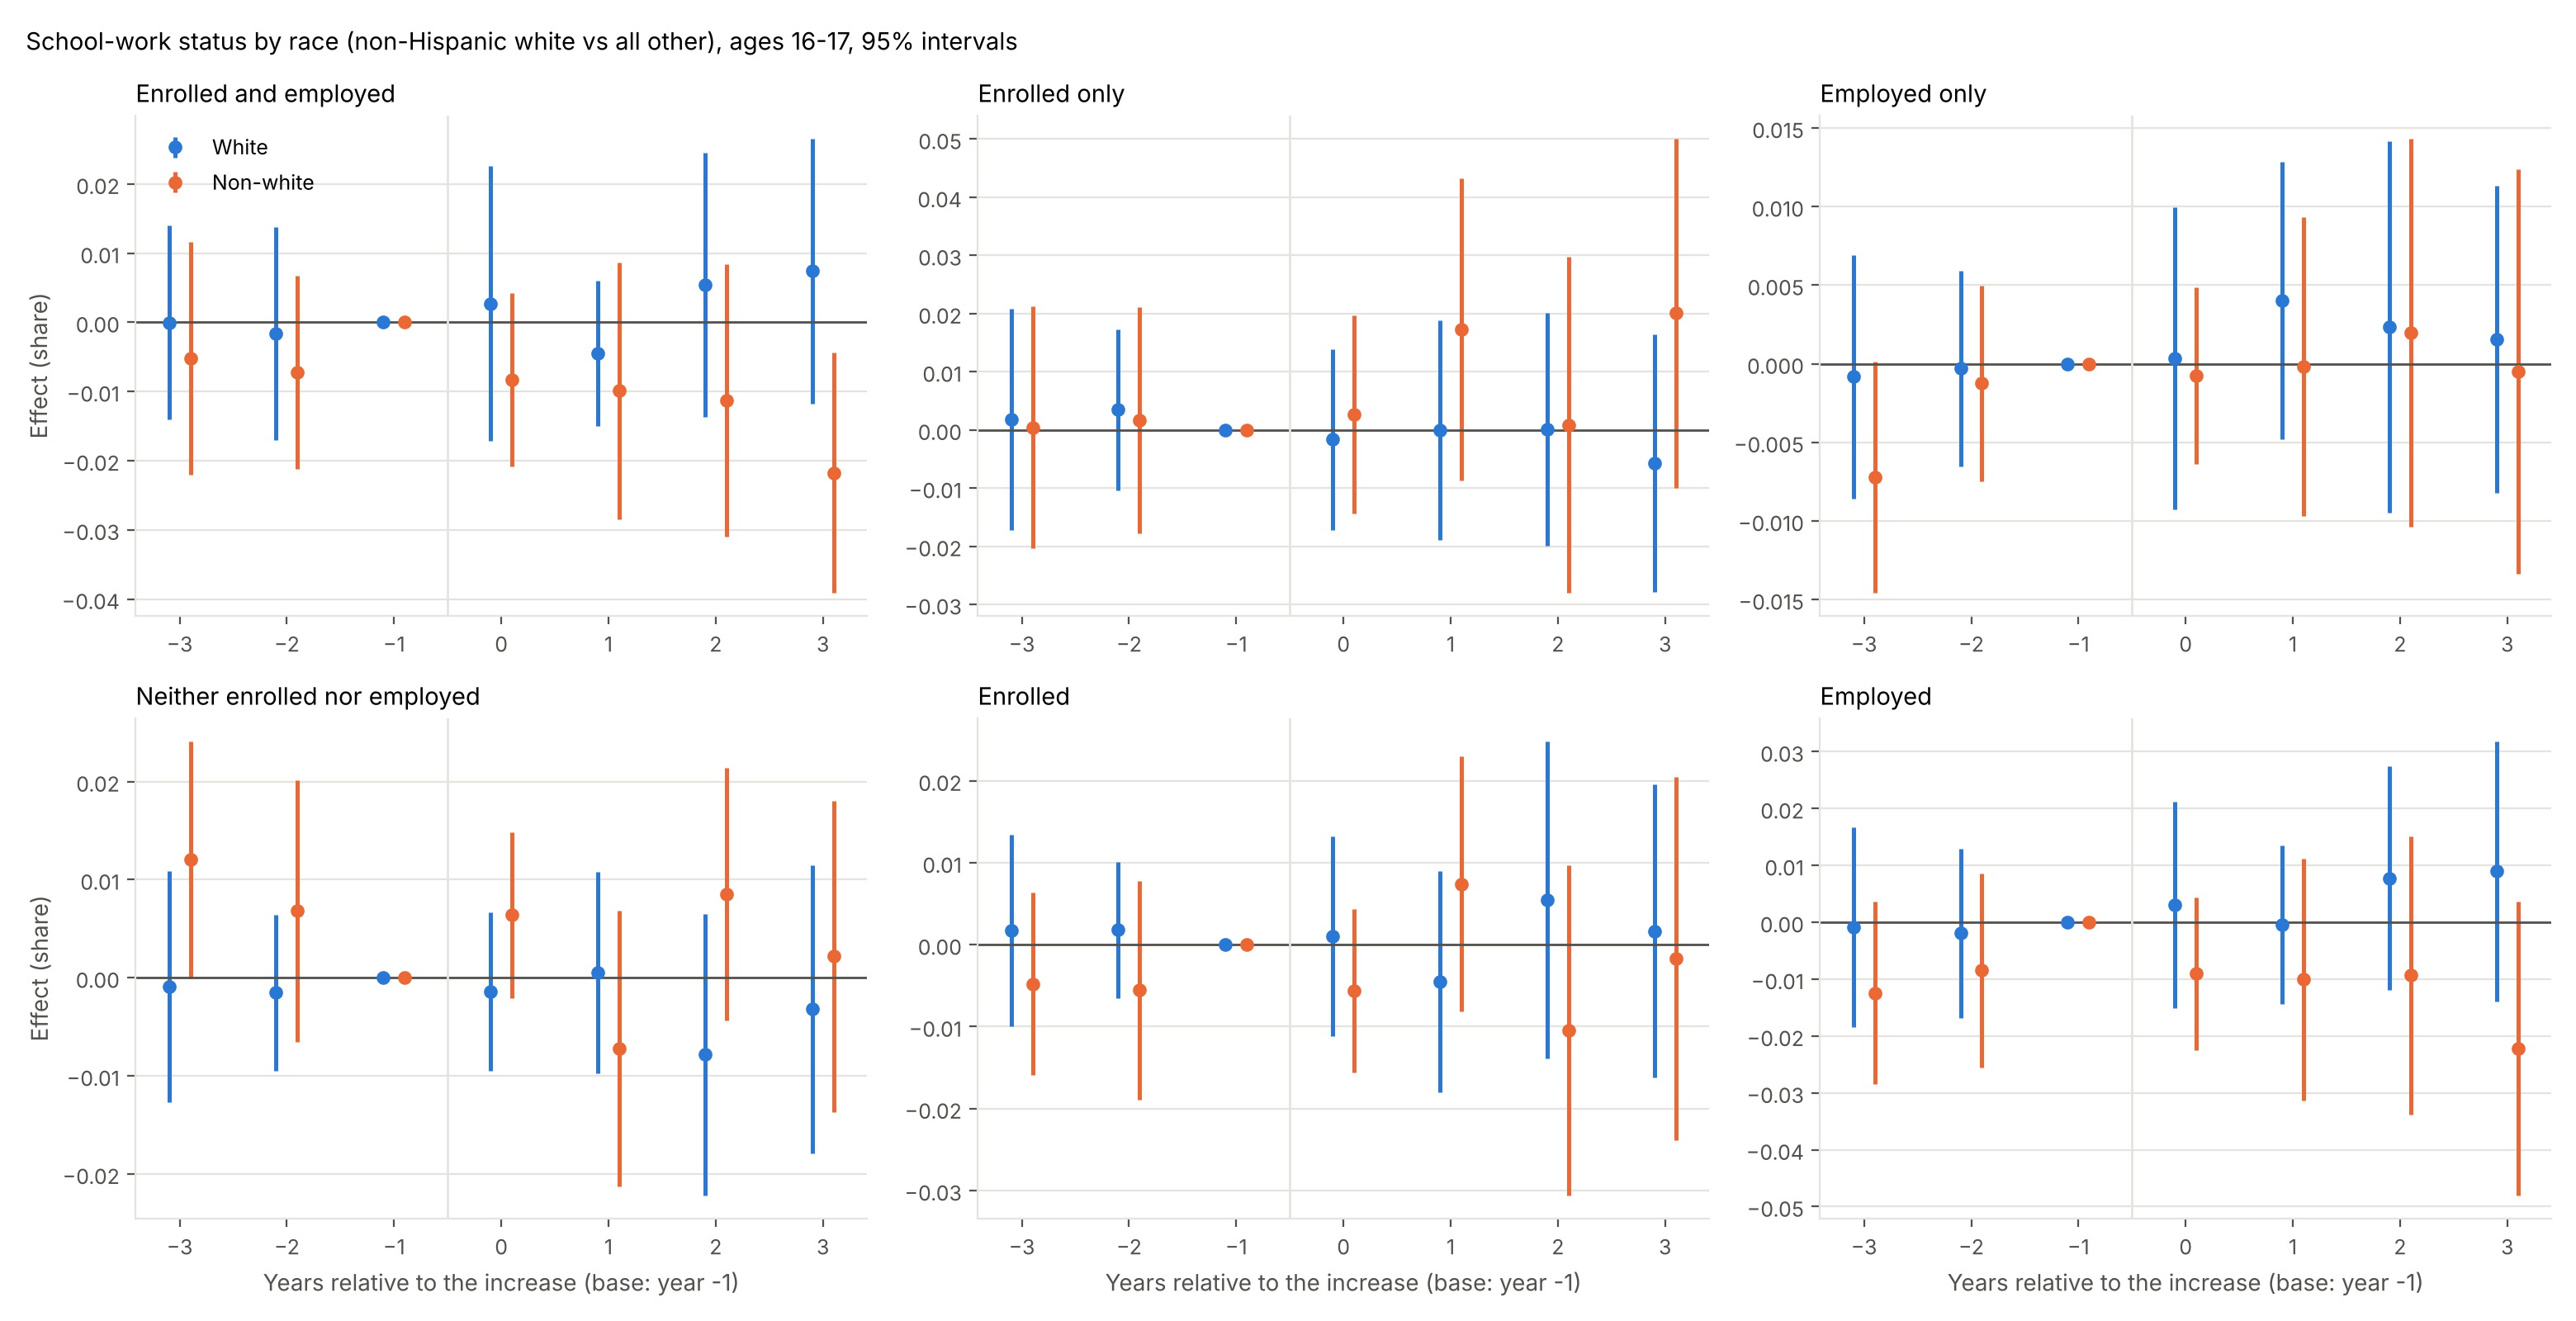 School-work status by race (non-Hispanic white vs all other), ages 16-17, 95% intervals
Enrolled and employed
White
Non-white
Effect (share)
0.02
0.01
0.00
−0.01
−0.02
−0.03
−0.04
−3 −2 −1 0 1 2 3
Enrolled only
0.05
0.04
0.03
0.02
0.01
0.00
−0.01
−0.02
−0.03
−3 −2 −1 0 1 2 3
Employed only
0.015
0.010
0.005
0.000
−0.005
−0.010
−0.015
−3 −2 −1 0 1 2 3
Neither enrolled nor employed
Effect (share)
0.02
0.01
0.00
−0.01
−0.02
−3 −2 −1 0 1 2 3
Years relative to the increase (base: year -1)
Enrolled
0.02
0.01
0.00
−0.01
−0.02
−0.03
−3 −2 −1 0 1 2 3
Years relative to the increase (base: year -1)
Employed
0.03
0.02
0.01
0.00
−0.01
−0.02
−0.03
−0.04
−0.05
−3 −2 −1 0 1 2 3
Years relative to the increase (base: year -1)